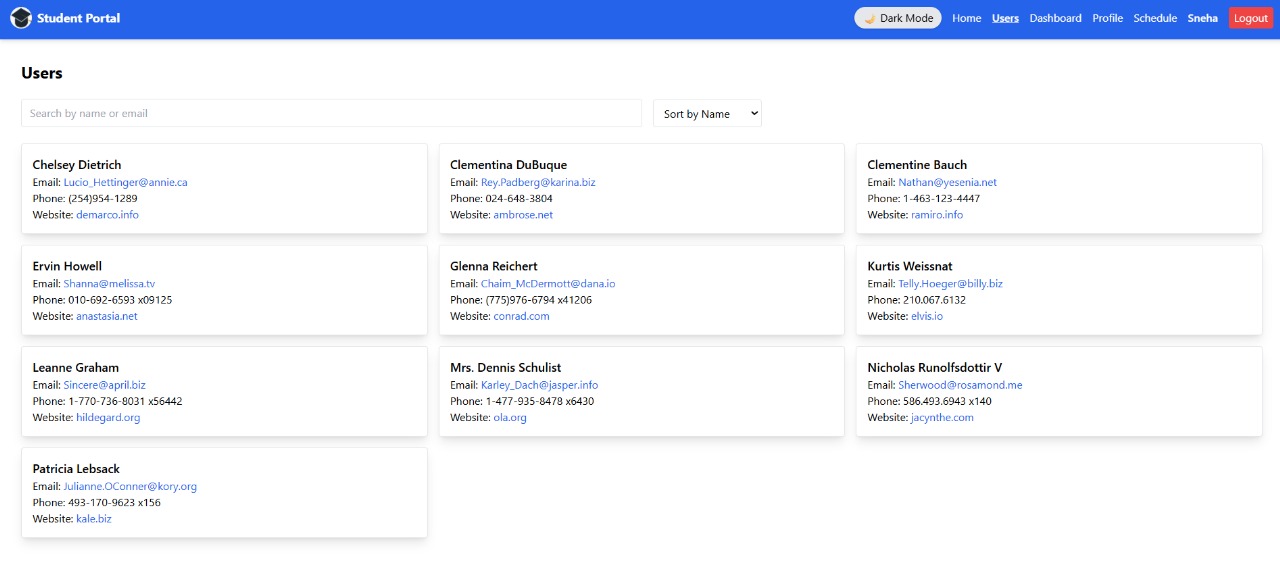 Student Portal
🌙 Dark Mode Home Users Dashboard Profile Schedule Sneha Logout
Users
Search by name or email
Sort by Name
Chelsey Dietrich
Email: Lucio_Hettinger@annie.ca
Phone: (254)954-1289
Website: demarco.info
Clementina DuBuque
Email: Rey.Padberg@karina.biz
Phone: 024-648-3804
Website: ambrose.net
Clementine Bauch
Email: Nathan@yesenia.net
Phone: 1-463-123-4447
Website: ramiro.info
Ervin Howell
Email: Shanna@melissa.tv
Phone: 010-692-6593 x09125
Website: anastasia.net
Glenna Reichert
Email: Chaim_McDermott@dana.io
Phone: (775)976-6794 x41206
Website: conrad.com
Kurtis Weissnat
Email: Telly.Hoeger@billy.biz
Phone: 210.067.6132
Website: elvis.io
Leanne Graham
Email: Sincere@april.biz
Phone: 1-770-736-8031 x56442
Website: hildegard.org
Mrs. Dennis Schulist
Email: Karley_Dach@jasper.info
Phone: 1-477-935-8478 x6430
Website: ola.org
Nicholas Runolfsdottir V
Email: Sherwood@rosamond.me
Phone: 586.493.6943 x140
Website: jacynthe.com
Patricia Lebsack
Email: Julianne.OConner@kory.org
Phone: 493-170-9623 x156
Website: kale.biz